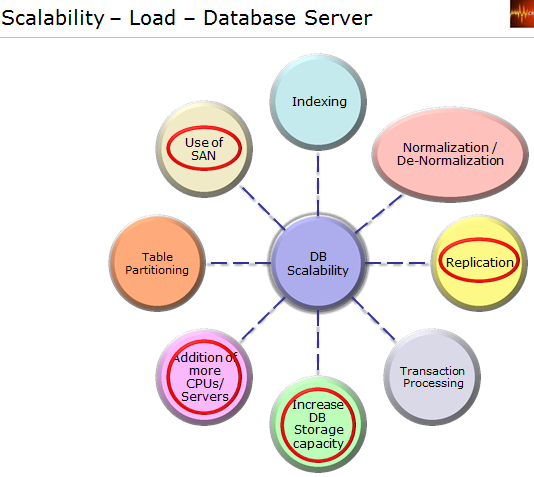 Scalability – Load – Database Server
Indexing
Use of
SAN
Normalization /
De-Normalization
Table
Partitioning
DB
Scalability
Replication
Addition of
more
CPUs/
Servers
Transaction
Processing
Increase
DB
Storage
capacity